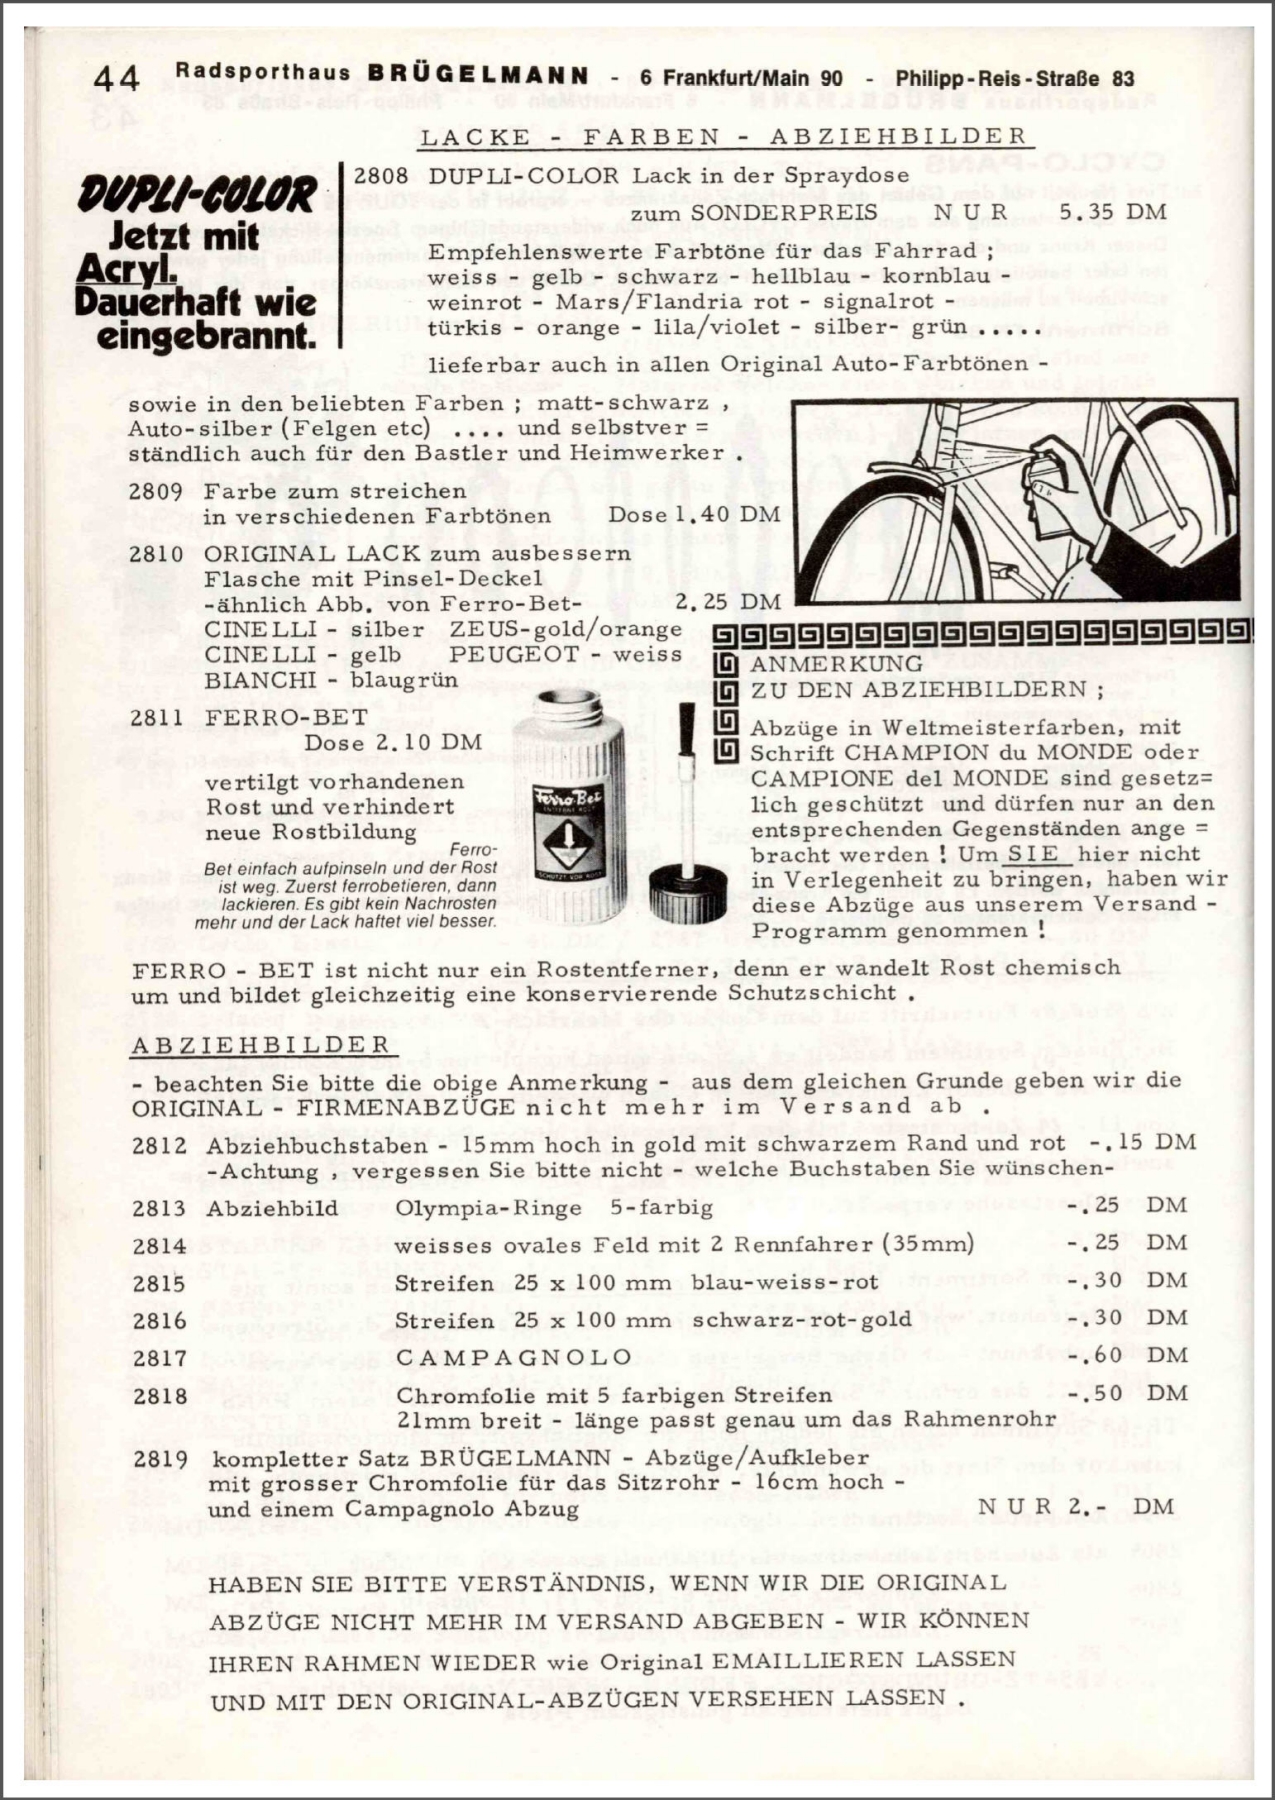 44 Radsporthaus BRÜGELMANN - 6 Frankfurt/Main 90 - Philipp-Reis-Straße 83
LACKE - FARBEN - ABZIEHBILDER
DUPLI-COLOR
Jetzt mit
Acryl.
Dauerhaft wie
eingebrannt.
2808 DUPLI-COLOR Lack in der Spraydose
zum SONDERPREIS NUR 5.35 DM
Empfehlenswerte Farbtöne für das Fahrrad ;
weiss - gelb - schwarz - hellblau - kornblau -
weinrot - Mars/Flandria rot - signalrot -
türkis - orange - lila/violet - silber- grün ....
lieferbar auch in allen Original Auto-Farbtönen -
sowie in den beliebten Farben ; matt-schwarz ,
Auto-silber (Felgen etc) .... und selbstver =
ständlich auch für den Bastler und Heimwerker .
2809 Farbe zum streichen
in verschiedenen Farbtönen Dose 1.40 DM
2810 ORIGINAL LACK zum ausbessern
Flasche mit Pinsel-Deckel
-ähnlich Abb. von Ferro-Bet- 2.25 DM
CINELLI - silber ZEUS-gold/orange
CINELLI - gelb PEUGEOT - weiss
BIANCHI - blaugrün
2811 FERRO-BET
Dose 2.10 DM
vertilgt vorhandenen
Rost und verhindert
neue Rostbildung
Ferro-
Bet einfach aufpinseln und der Rost
ist weg. Zuerst ferrobetieren, dann
lackieren. Es gibt kein Nachrosten
mehr und der Lack haftet viel besser.
Ferro-Bet
ENTFERNT ROST
SCHÜTZT VOR ROST
ANMERKUNG
ZU DEN ABZIEHBILDERN ;
Abzüge in Weltmeisterfarben, mit
Schrift CHAMPION du MONDE oder
CAMPIONE del MONDE sind gesetz=
lich geschützt und dürfen nur an den
entsprechenden Gegenständen ange =
bracht werden ! Um SIE hier nicht
in Verlegenheit zu bringen, haben wir
diese Abzüge aus unserem Versand -
Programm genommen !
FERRO - BET ist nicht nur ein Rostentferner, denn er wandelt Rost chemisch
um und bildet gleichzeitig eine konservierende Schutzschicht .
ABZIEHBILDER
- beachten Sie bitte die obige Anmerkung - aus dem gleichen Grunde geben wir die
ORIGINAL - FIRMENABZÜGE nicht mehr im Versand ab .
2812 Abziehbuchstaben - 15mm hoch in gold mit schwarzem Rand und rot -.15 DM
-Achtung , vergessen Sie bitte nicht - welche Buchstaben Sie wünschen-
2813 Abziehbild Olympia-Ringe 5-farbig -.25 DM
2814 weisses ovales Feld mit 2 Rennfahrer (35mm) -.25 DM
2815 Streifen 25 x 100 mm blau-weiss-rot -.30 DM
2816 Streifen 25 x 100 mm schwarz-rot-gold -.30 DM
2817 CAMPAGNOLO -.60 DM
2818 Chromfolie mit 5 farbigen Streifen -.50 DM
21mm breit - länge passt genau um das Rahmenrohr
2819 kompletter Satz BRÜGELMANN - Abzüge/Aufkleber
mit grosser Chromfolie für das Sitzrohr - 16cm hoch -
und einem Campagnolo Abzug NUR 2.- DM
HABEN SIE BITTE VERSTÄNDNIS, WENN WIR DIE ORIGINAL
ABZÜGE NICHT MEHR IM VERSAND ABGEBEN - WIR KÖNNEN
IHREN RAHMEN WIEDER wie Original EMAILLIEREN LASSEN
UND MIT DEN ORIGINAL-ABZÜGEN VERSEHEN LASSEN .